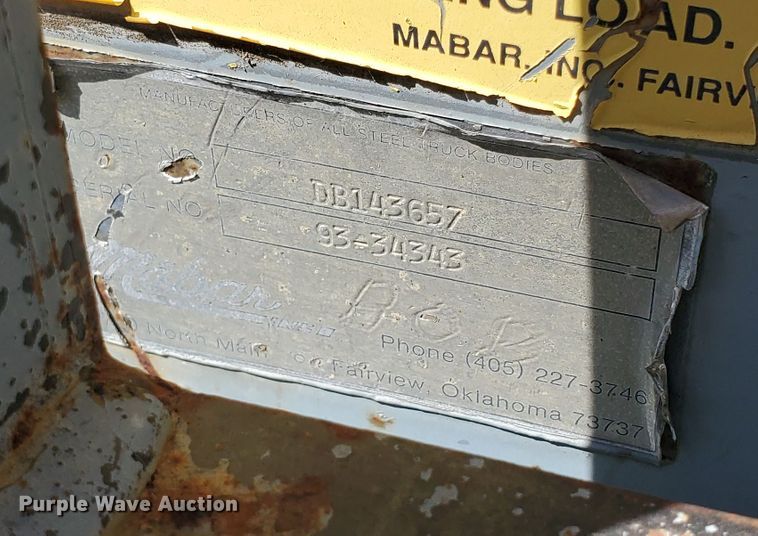 NG LOAD.
MABAR, INC. FAIRV
MANUFACTURERS OF ALL STEEL TRUCK BODIES
MODEL NO. DB143657
SERIAL NO. 93-34343
Mabar
Phone (405) 227-3746
North Main Fairview, Oklahoma 73737
Purple Wave Auction